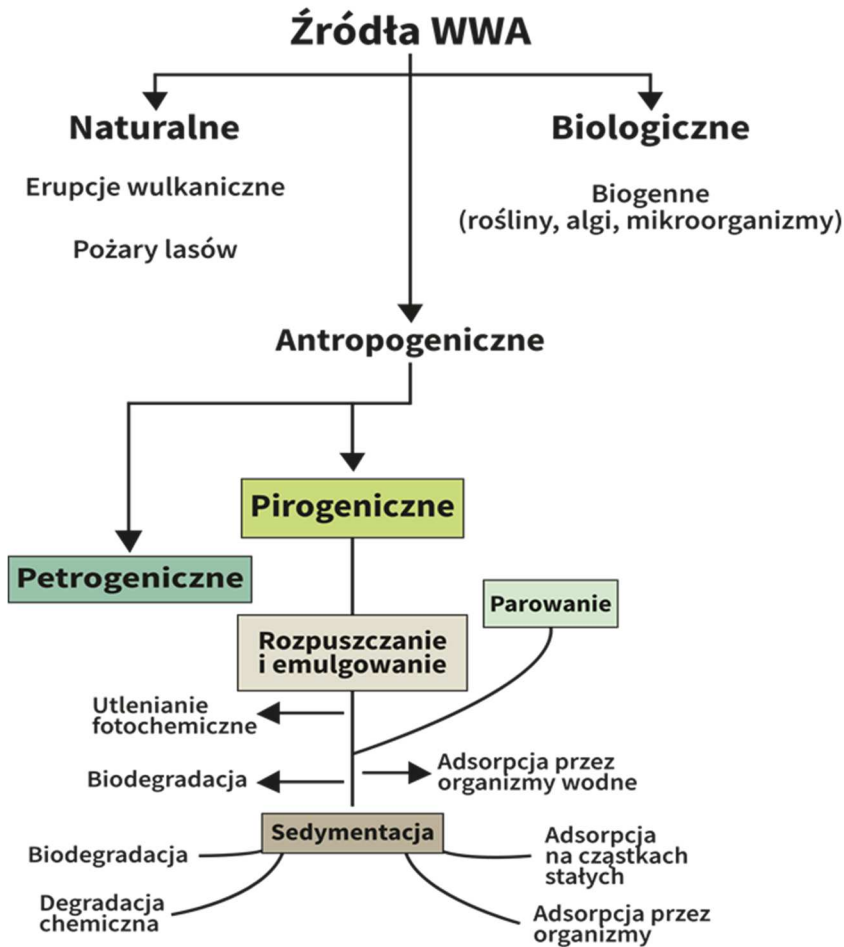 Źródła WWA
Naturalne
Biologiczne
Erupcje wulkaniczne
Biogenne
(rośliny, algi, mikroorganizmy)
Pożary lasów
Antropogeniczne
Pirogeniczne
Petrogeniczne
Parowanie
Rozpuszczanie
i emulgowanie
Utlenianie
fotochemiczne
Biodegradacja
Adsorpcja przez
organizmy wodne
Sedymentacja
Biodegradacja
Adsorpcja
na cząstkach
stałych
Degradacja
chemiczna
Adsorpcja przez
organizmy